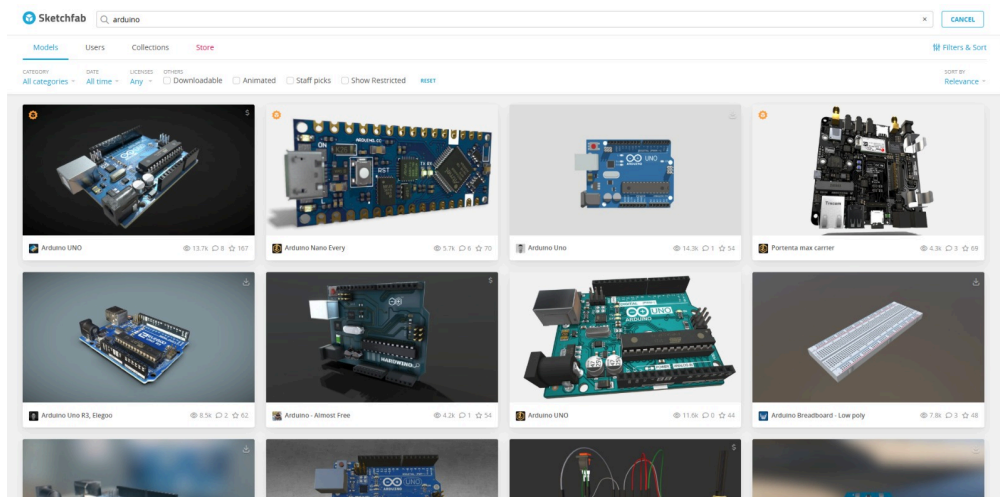 Sketchfab
arduino
× CANCEL
Models Users Collections Store
Filters & Sort
CATEGORY DATE LICENSES OTHERS SORT BY
All categories All time Any Downloadable Animated Staff picks Show Restricted RESET Relevance
Arduino UNO 13.7k 8 167
Arduino Nano Every 5.7k 6 70
Arduino Uno 14.3k 1 54
Portenta max carrier 4.3k 3 69
Arduino Uno R3, Elegoo 8.5k 2 62
Arduino - Almost Free 4.2k 1 54
Arduino UNO 11.8k 0 44
Arduino Breadboard - Low poly 7.8k 3 48